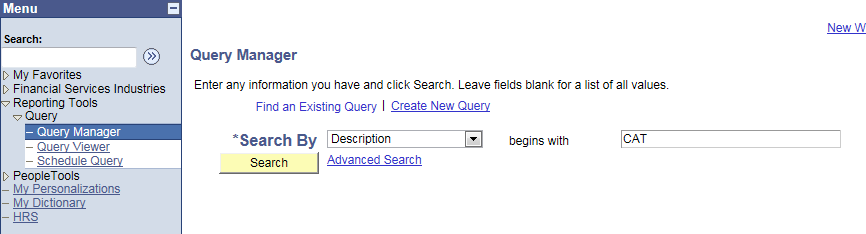 Menu
Search:
My Favorites
Financial Services Industries
Reporting Tools
Query
Query Manager
Query Viewer
Schedule Query
PeopleTools
My Personalizations
My Dictionary
HRS
New W
Query Manager
Enter any information you have and click Search. Leave fields blank for a list of all values.
Find an Existing Query | Create New Query
*Search By Description begins with CAT
Search Advanced Search